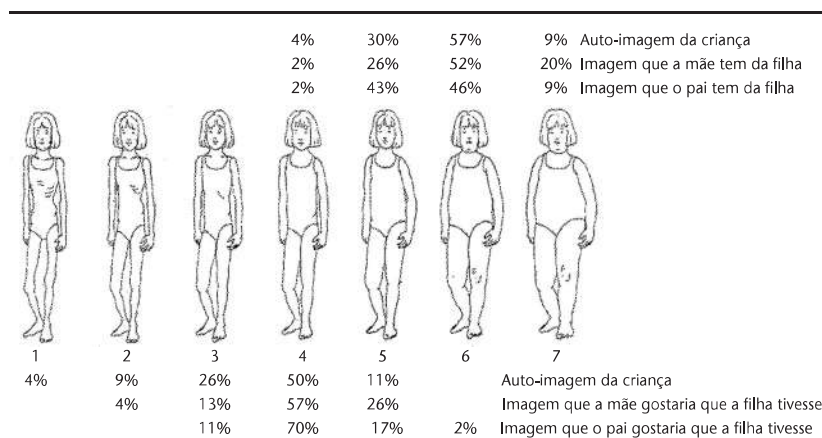 4% 30% 57% 9% Auto-imagem da criança
2% 26% 52% 20% Imagem que a mãe tem da filha
2% 43% 46% 9% Imagem que o pai tem da filha
1 2 3 4 5 6 7
4% 9% 26% 50% 11% Auto-imagem da criança
4% 13% 57% 26% Imagem que a mãe gostaria que a filha tivesse
11% 70% 17% 2% Imagem que o pai gostaria que a filha tivesse